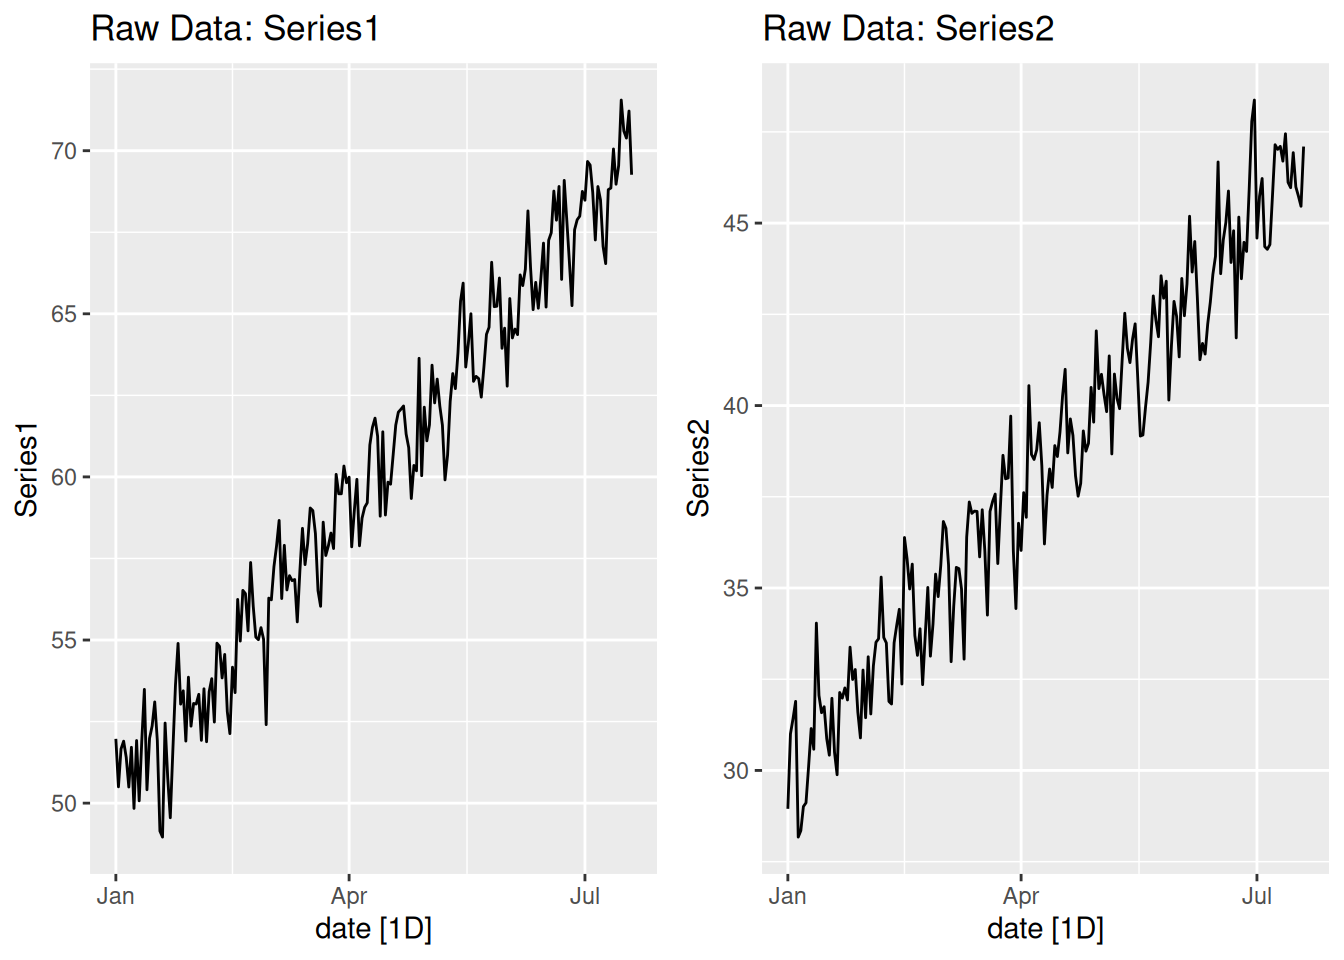 Raw Data: Series1
70
65
60
55
50
Series1
Jan
Apr
Jul
date [1D]
Raw Data: Series2
45
40
35
30
Series2
Jan
Apr
Jul
date [1D]